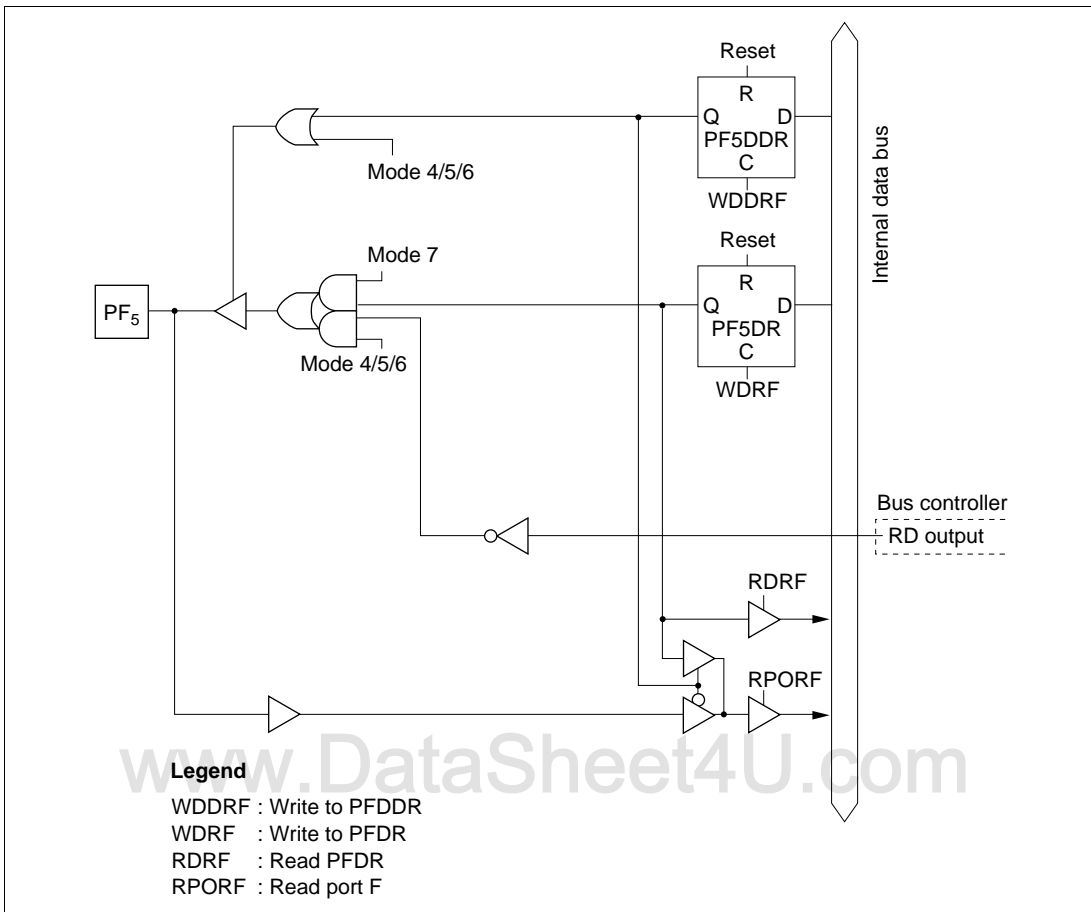 Reset
R
Q D
PF5DDR
C
WDDRF
Mode 4/5/6
Internal data bus
Reset
R
Q D
PF5DR
C
WDRF
Mode 7
PF5
Mode 4/5/6
Bus controller
RD output
RDRF
RPORF
www.DataSheet4U.com
Legend
WDDRF : Write to PFDDR
WDRF : Write to PFDR
RDRF : Read PFDR
RPORF : Read port F